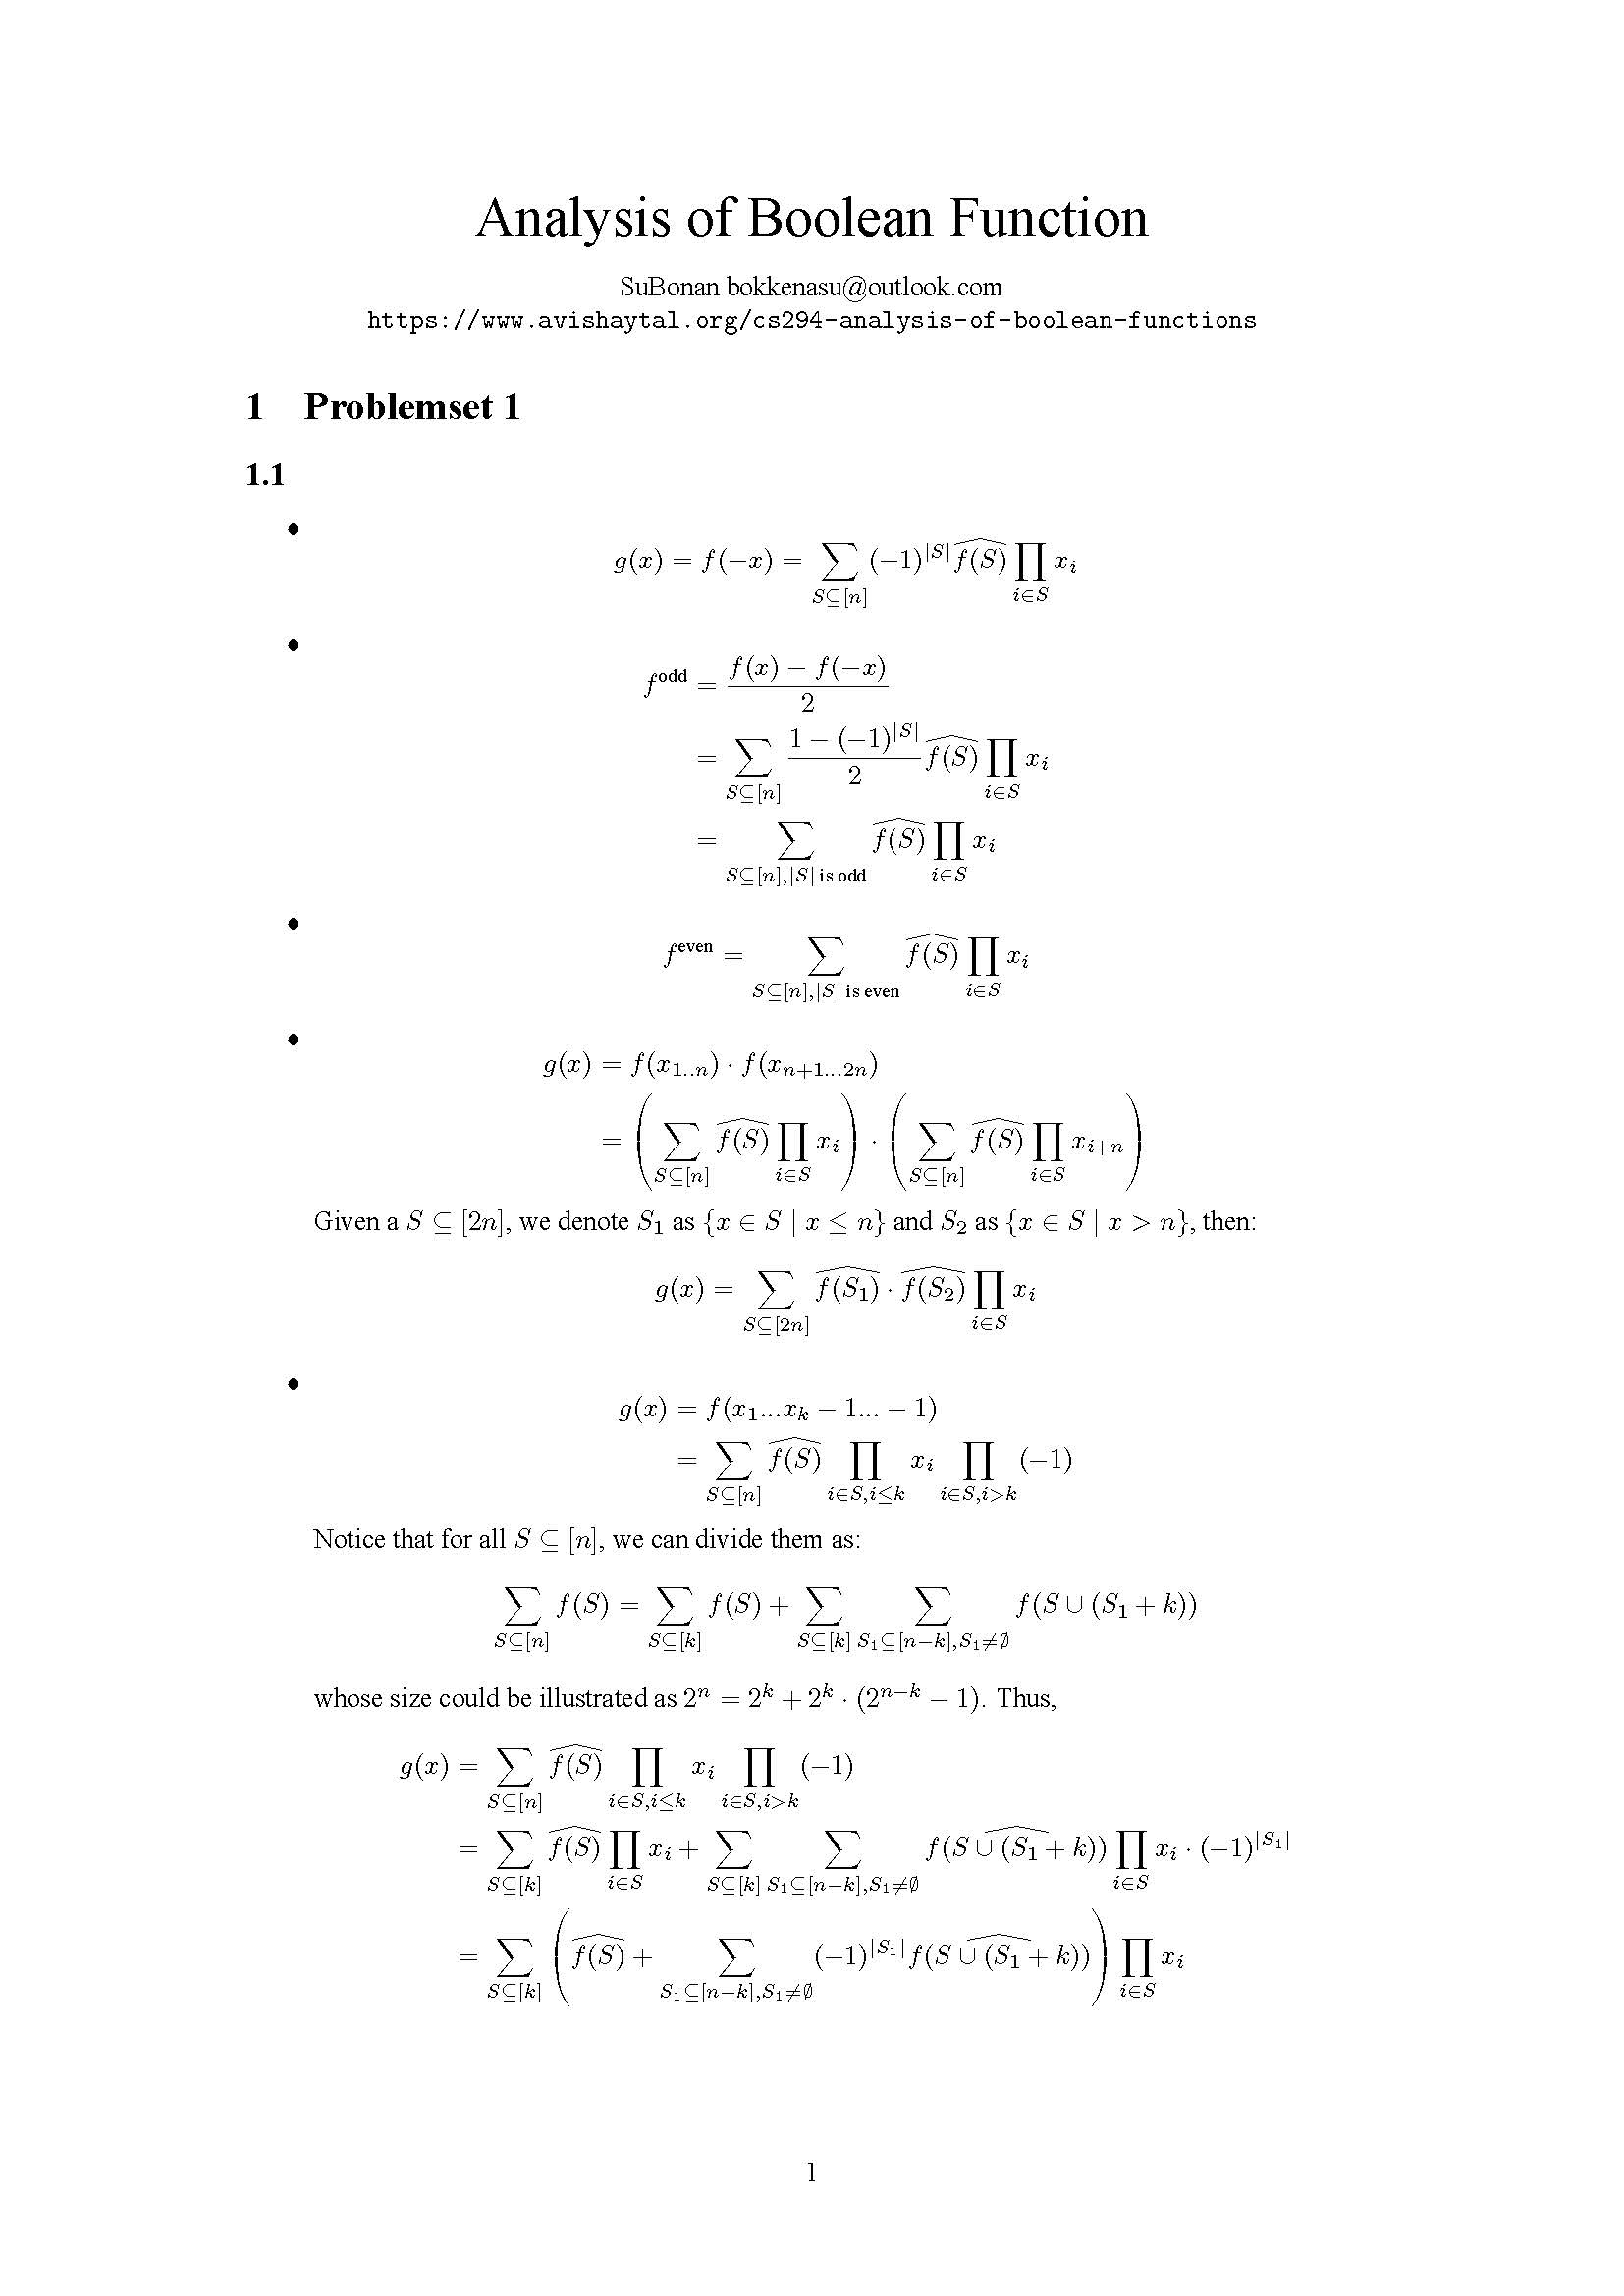 Analysis of Boolean Function
SuBonan bokkenasu@outlook.com
https://www.avishaytal.org/cs294-analysis-of-boolean-functions
1 Problemset 1
1.1
• $g(x) = f(-x) = \sum_{S \subseteq [n]} (-1)^{|S|} \widehat{f(S)} \prod_{i \in S} x_i$
• $f^{\text{odd}} = \frac{f(x) - f(-x)}{2}$
$= \sum_{S \subseteq [n]} \frac{1 - (-1)^{|S|}}{2} \widehat{f(S)} \prod_{i \in S} x_i$
$= \sum_{S \subseteq [n], |S| \text{ is odd}} \widehat{f(S)} \prod_{i \in S} x_i$
• $f^{\text{even}} = \sum_{S \subseteq [n], |S| \text{ is even}} \widehat{f(S)} \prod_{i \in S} x_i$
• $g(x) = f(x_{1..n}) \cdot f(x_{n+1...2n})$
$= \left( \sum_{S \subseteq [n]} \widehat{f(S)} \prod_{i \in S} x_i \right) \cdot \left( \sum_{S \subseteq [n]} \widehat{f(S)} \prod_{i \in S} x_{i+n} \right)$
Given a $S \subseteq [2n]$, we denote $S_1$ as $\{x \in S \mid x \leq n\}$ and $S_2$ as $\{x \in S \mid x > n\}$, then:
$g(x) = \sum_{S \subseteq [2n]} \widehat{f(S_1)} \cdot \widehat{f(S_2)} \prod_{i \in S} x_i$
• $g(x) = f(x_1...x_k - 1... - 1)$
$= \sum_{S \subseteq [n]} \widehat{f(S)} \prod_{i \in S, i \leq k} x_i \prod_{i \in S, i > k} (-1)$
Notice that for all $S \subseteq [n]$, we can divide them as:
$\sum_{S \subseteq [n]} f(S) = \sum_{S \subseteq [k]} f(S) + \sum_{S \subseteq [k]} \sum_{S_1 \subseteq [n-k], S_1 \neq \emptyset} f(S \cup (S_1 + k))$
whose size could be illustrated as $2^n = 2^k + 2^k \cdot (2^{n-k} - 1)$. Thus,
$g(x) = \sum_{S \subseteq [n]} \widehat{f(S)} \prod_{i \in S, i \leq k} x_i \prod_{i \in S, i > k} (-1)$
$= \sum_{S \subseteq [k]} \widehat{f(S)} \prod_{i \in S} x_i + \sum_{S \subseteq [k]} \sum_{S_1 \subseteq [n-k], S_1 \neq \emptyset} \widehat{f(S \cup (S_1 + k))} \prod_{i \in S} x_i \cdot (-1)^{|S_1|}$
$= \sum_{S \subseteq [k]} \left( \widehat{f(S)} + \sum_{S_1 \subseteq [n-k], S_1 \neq \emptyset} (-1)^{|S_1|} \widehat{f(S \cup (S_1 + k))} \right) \prod_{i \in S} x_i$
1